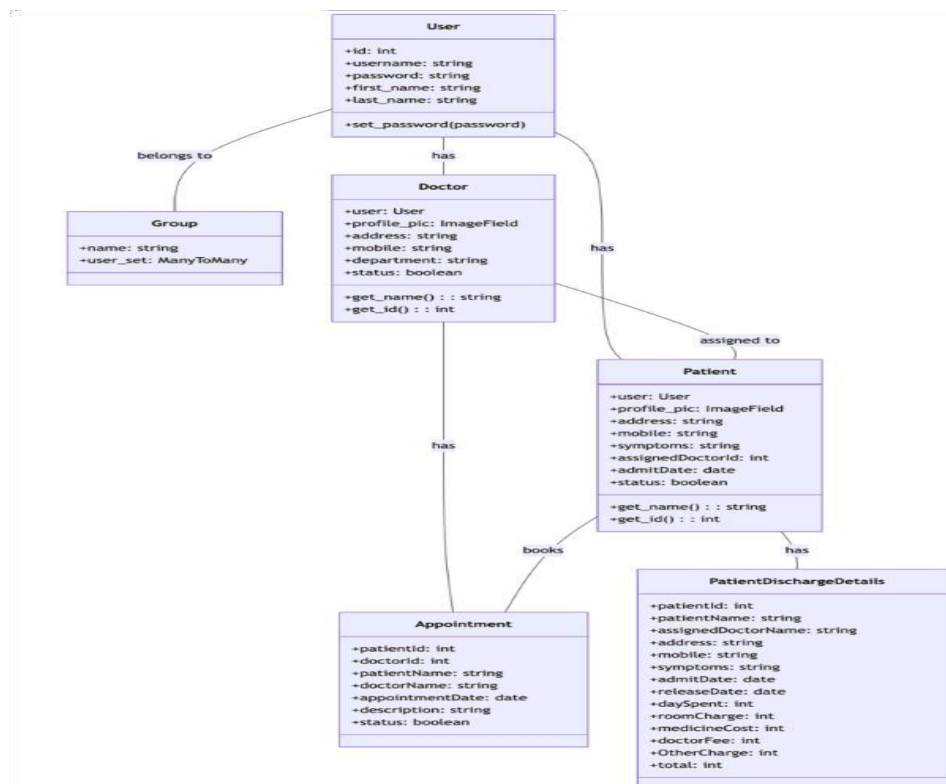 User
+id: int
+username: string
+password: string
+first_name: string
+last_name: string
+set_password(password)
belongs to
has
Doctor
+user: User
+profile_pic: ImageField
+address: string
+mobile: string
+department: string
+status: boolean
+get_name() : : string
+get_id() : : int
Group
+name: string
+user_set: ManyToMany
has
assigned to
Patient
+user: User
+profile_pic: ImageField
+address: string
+mobile: string
+symptoms: string
+assignedDoctorId: int
+admitDate: date
+status: boolean
+get_name() : : string
+get_id() : : int
has
books
has
Appointment
+patientId: int
+doctorId: int
+patientName: string
+doctorName: string
+appointmentDate: date
+description: string
+status: boolean
PatientDischargeDetails
+patientId: int
+patientName: string
+assignedDoctorName: string
+address: string
+mobile: string
+symptoms: string
+admitDate: date
+releaseDate: date
+daySpent: int
+roomCharge: int
+medicineCost: int
+doctorFee: int
+OtherCharge: int
+total: int